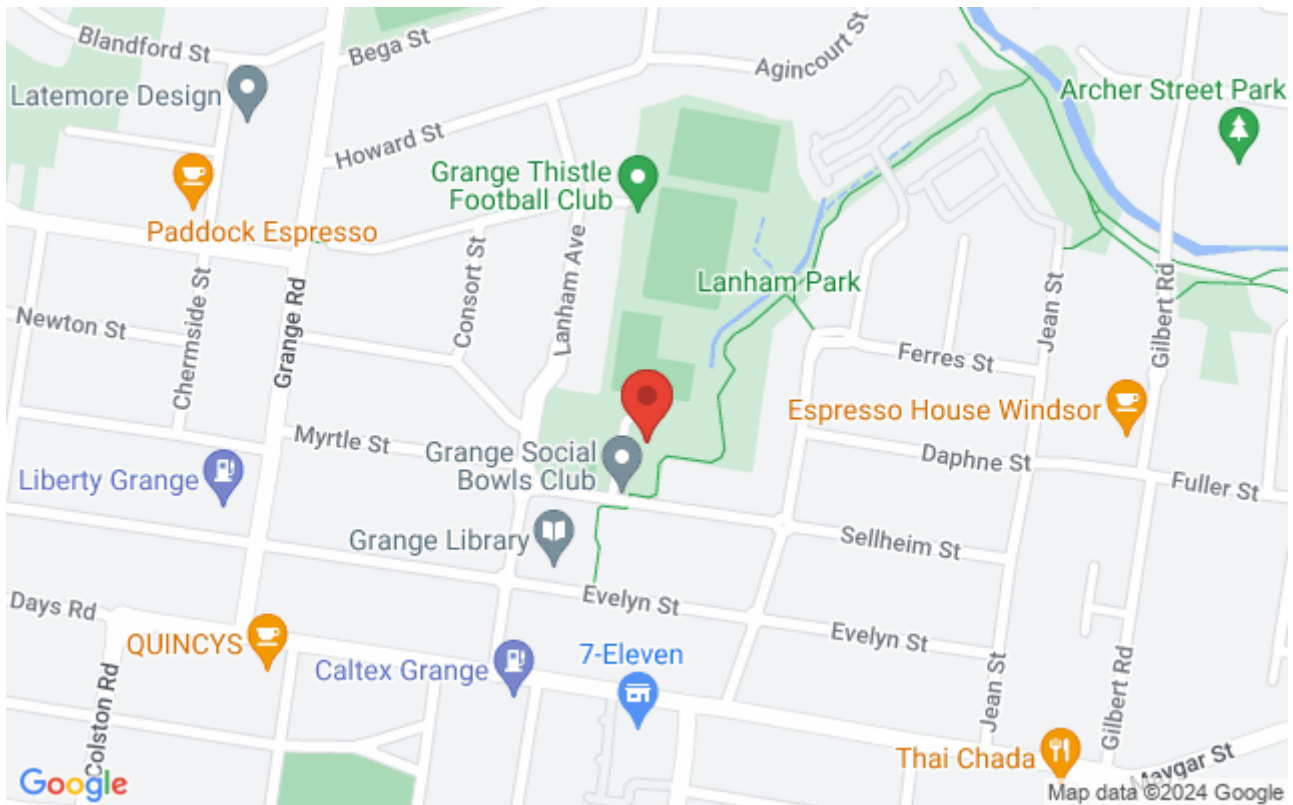 Blandford St
Bega St
Agincourt St
Latemore Design
Archer Street Park
Howard St
Grange Thistle
Football Club
Paddock Espresso
Consort St
Lanham Ave
Lanham Park
Chermside St
Grange Rd
Jean St
Gilbert Rd
Newton St
Ferres St
Espresso House Windsor
Myrtle St
Grange Social
Bowls Club
Daphne St
Liberty Grange
Fuller St
Grange Library
Sellheim St
Evelyn St
Days Rd
QUINCYS
Evelyn St
7-Eleven
Caltex Grange
Colston Rd
Jean St
Gilbert Rd
Thai Chada
Maygar St
Google
Map data ©2024 Google